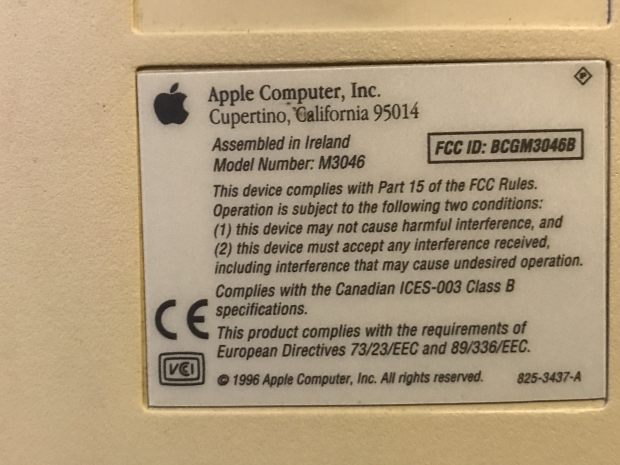 Apple Computer, Inc.
Cupertino, California 95014
Assembled in Ireland
Model Number: M3046
FCC ID: BCGM3046B
This device complies with Part 15 of the FCC Rules.
Operation is subject to the following two conditions:
(1) this device may not cause harmful interference, and
(2) this device must accept any interference received,
including interference that may cause undesired operation.
Complies with the Canadian ICES-003 Class B
specifications.
CE
This product complies with the requirements of
European Directives 73/23/EEC and 89/336/EEC.
VCI
© 1996 Apple Computer, Inc. All rights reserved. 825-3437-A